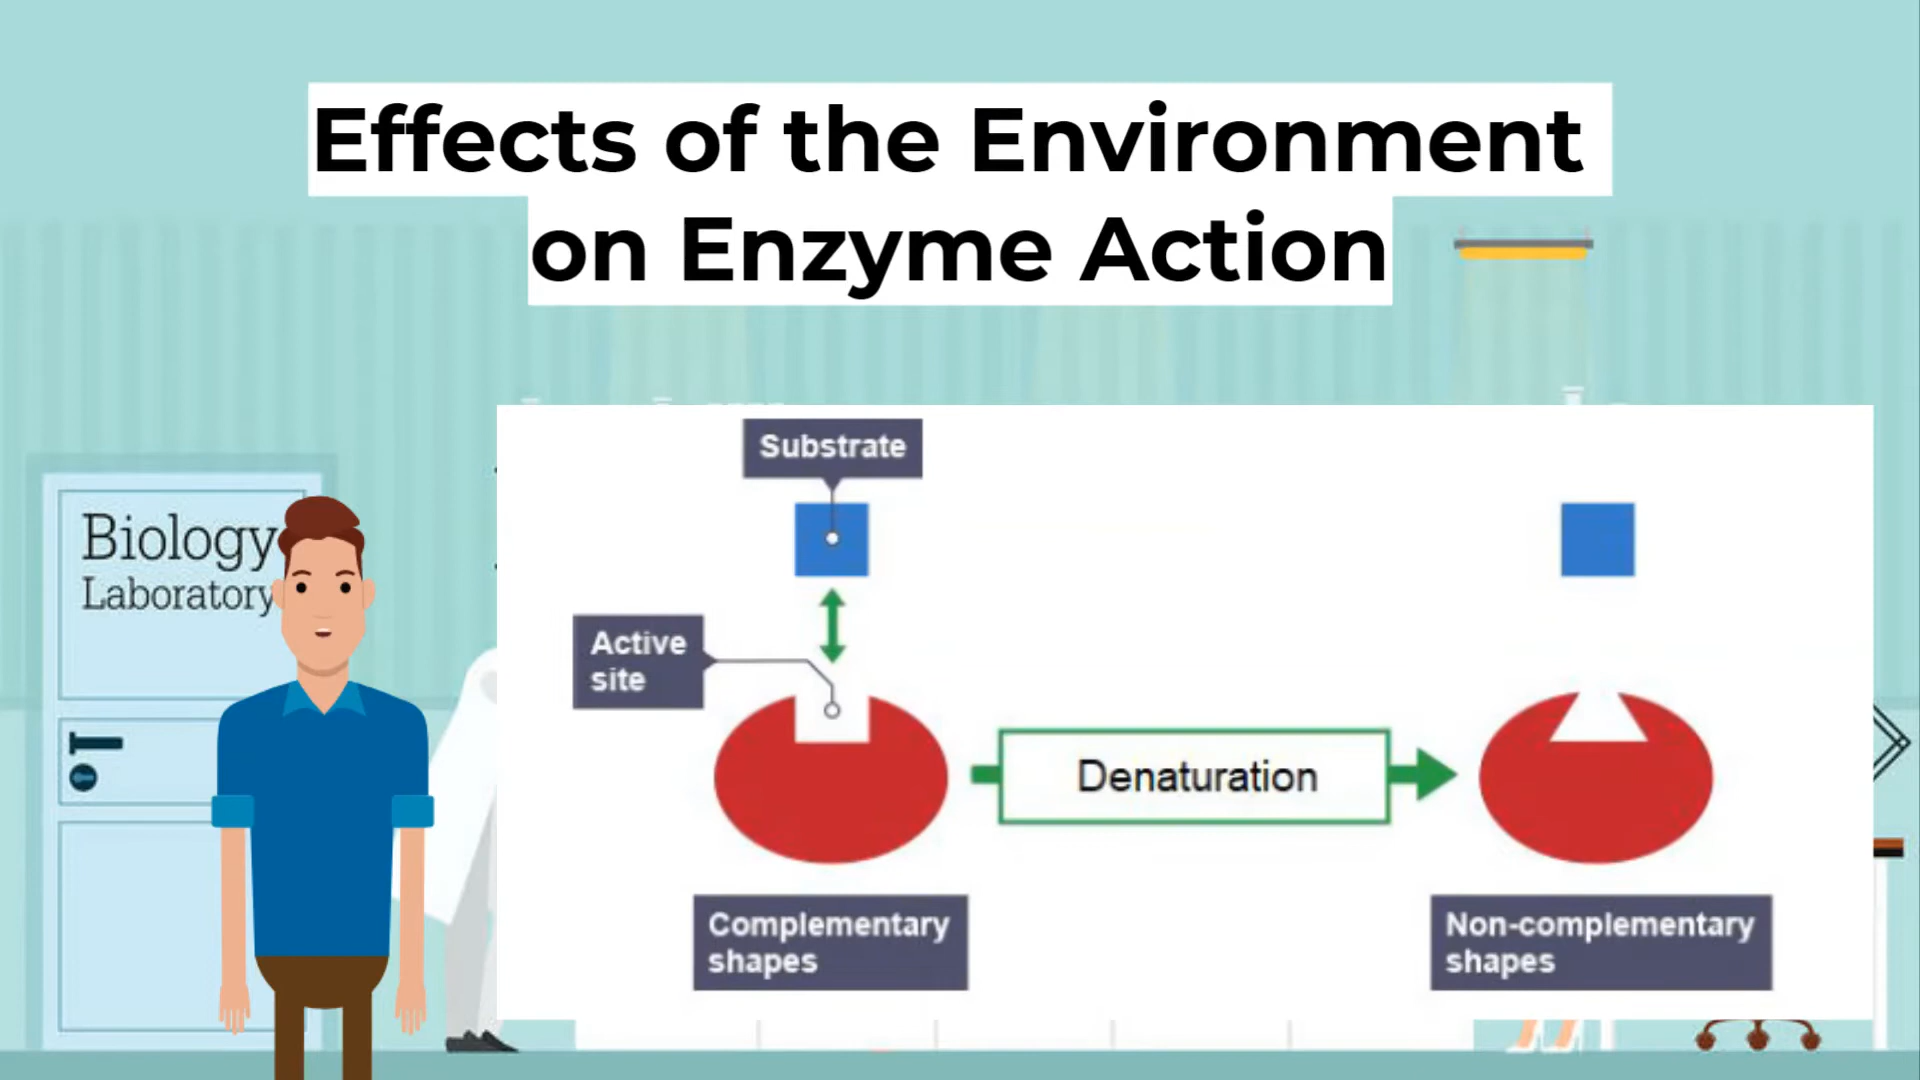 Effects of the Environment
on Enzyme Action
Biology
Laboratory
Substrate
Active
site
Denaturation
Complementary
shapes
Non-complementary
shapes